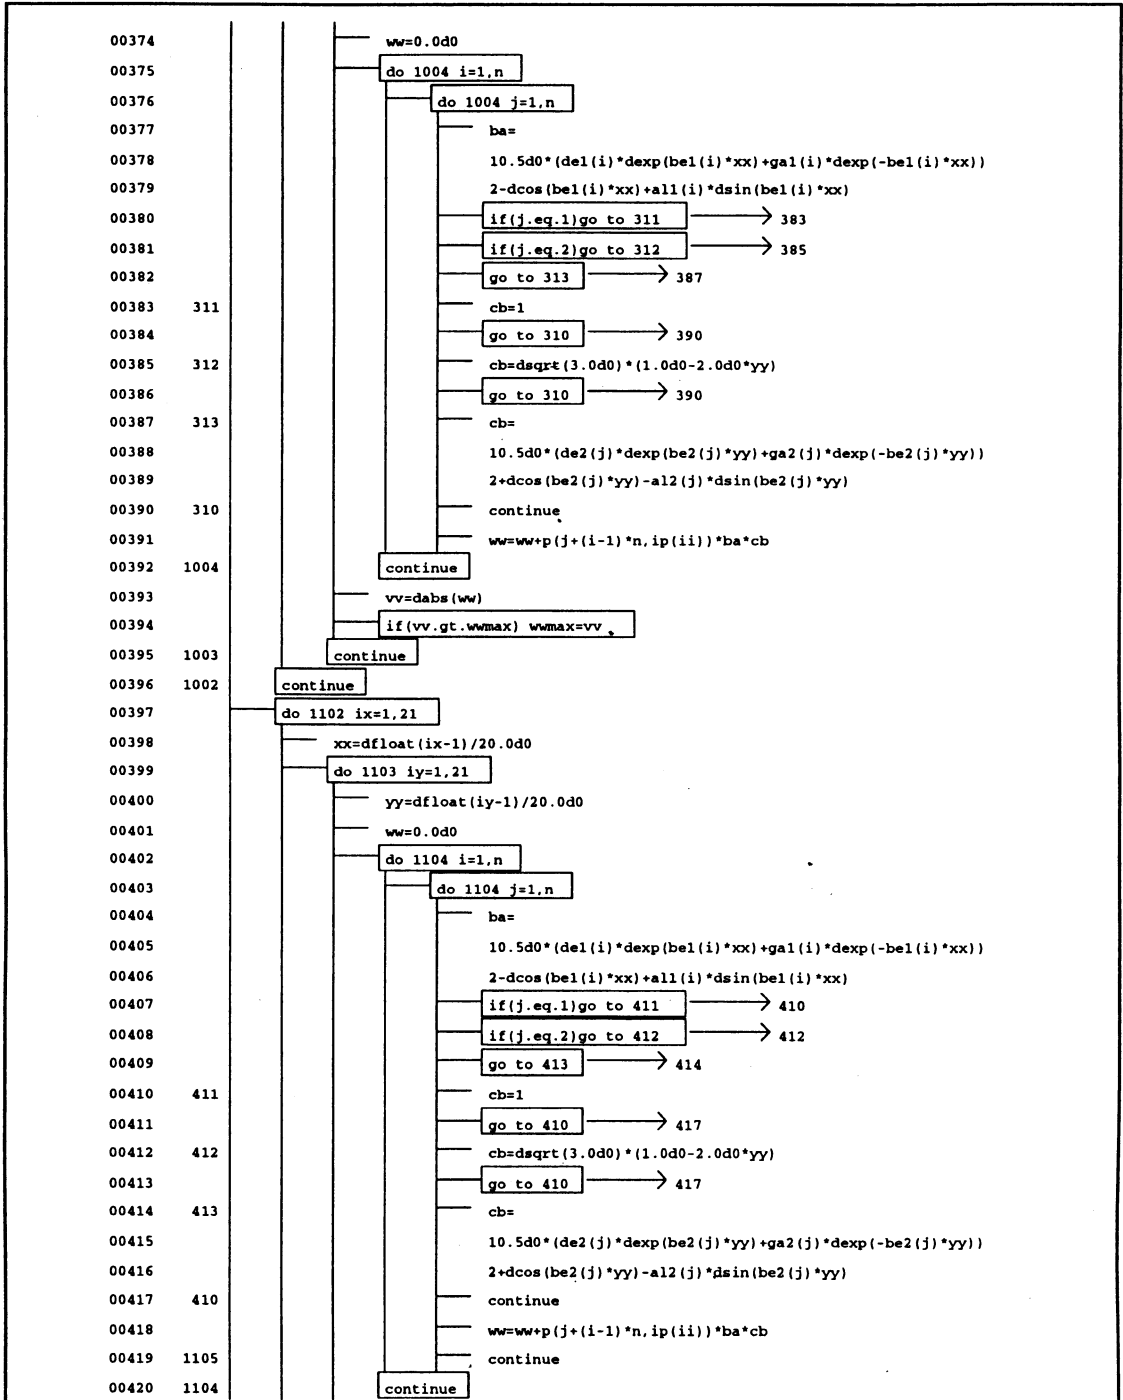 00374 ww=0.0d0
00375 do 1004 i=1,n
00376 do 1004 j=1,n
00377 ba=
00378 10.5d0*(de1(i)*dexp(be1(i)*xx)+ga1(i)*dexp(-be1(i)*xx))
00379 2-dcos(be1(i)*xx)+al1(i)*dsin(be1(i)*xx)
00380 if(j.eq.1)go to 311 383
00381 if(j.eq.2)go to 312 385
00382 go to 313 387
00383 311 cb=1
00384 go to 310 390
00385 312 cb=dsqrt(3.0d0)*(1.0d0-2.0d0*yy)
00386 go to 310 390
00387 313 cb=
00388 10.5d0*(de2(j)*dexp(be2(j)*yy)+ga2(j)*dexp(-be2(j)*yy))
00389 2+dcos(be2(j)*yy)-al2(j)*dsin(be2(j)*yy)
00390 310 continue
00391 ww=ww+p(j+(i-1)*n,ip(ii))*ba*cb
00392 1004 continue
00393 vv=dabs(ww)
00394 if(vv.gt.wwmax) wwmax=vv
00395 1003 continue
00396 1002 continue
00397 do 1102 ix=1,21
00398 xx=dfloat(ix-1)/20.0d0
00399 do 1103 iy=1,21
00400 yy=dfloat(iy-1)/20.0d0
00401 ww=0.0d0
00402 do 1104 i=1,n
00403 do 1104 j=1,n
00404 ba=
00405 10.5d0*(de1(i)*dexp(be1(i)*xx)+ga1(i)*dexp(-be1(i)*xx))
00406 2-dcos(be1(i)*xx)+al1(i)*dsin(be1(i)*xx)
00407 if(j.eq.1)go to 411 410
00408 if(j.eq.2)go to 412 412
00409 go to 413 414
00410 411 cb=1
00411 go to 410 417
00412 412 cb=dsqrt(3.0d0)*(1.0d0-2.0d0*yy)
00413 go to 410 417
00414 413 cb=
00415 10.5d0*(de2(j)*dexp(be2(j)*yy)+ga2(j)*dexp(-be2(j)*yy))
00416 2+dcos(be2(j)*yy)-al2(j)*dsin(be2(j)*yy)
00417 410 continue
00418 ww=ww+p(j+(i-1)*n,ip(ii))*ba*cb
00419 1105 continue
00420 1104 continue